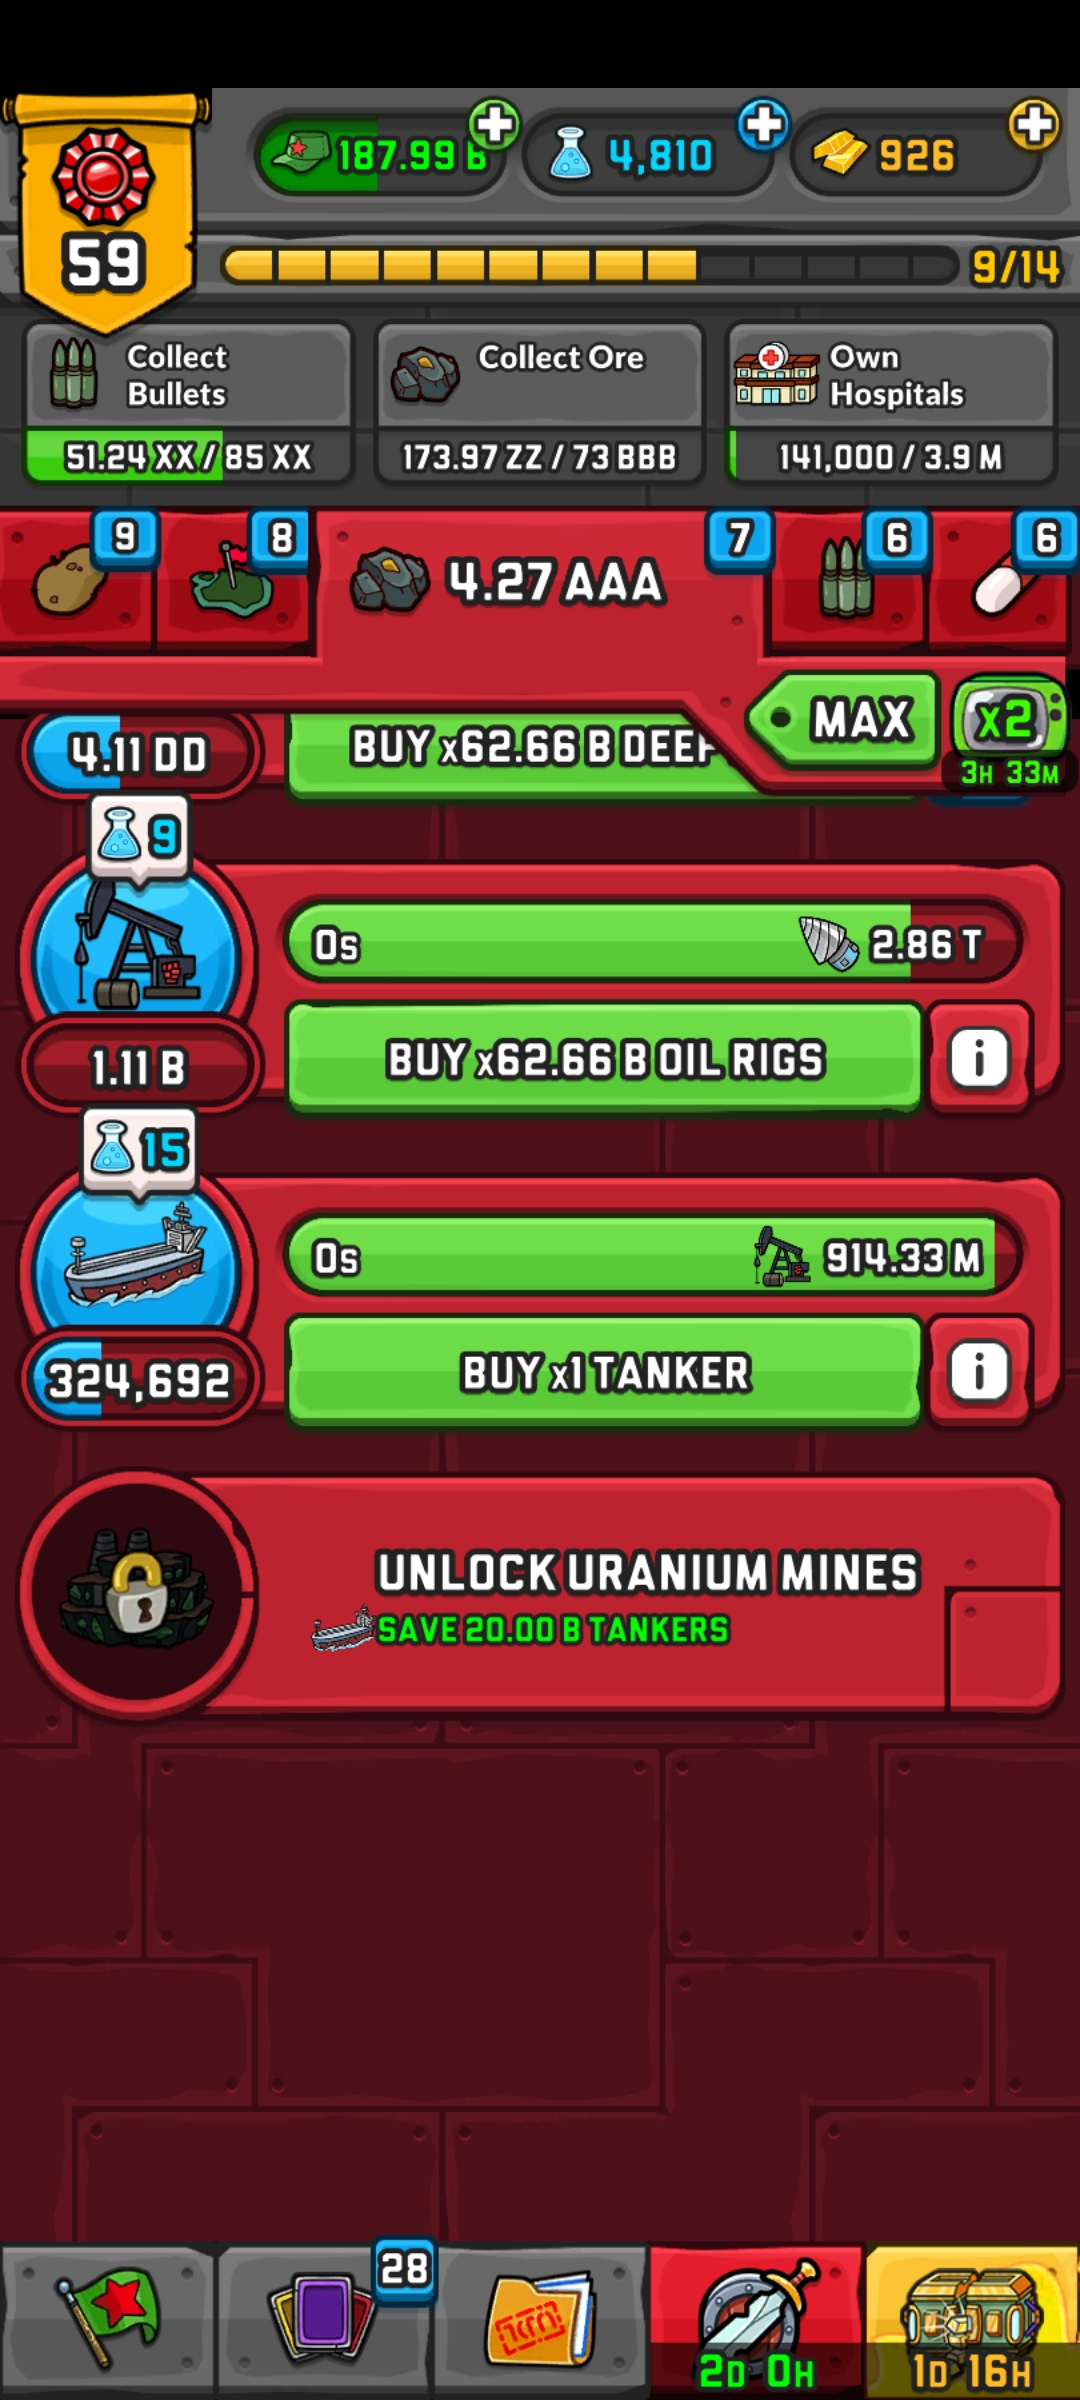 187.99 B
4,810
926
59
9/14
Collect
Bullets
51.24 XX / 85 XX
Collect Ore
173.97 ZZ / 73 BBB
Own
Hospitals
141,000 / 3.9 M
9
8
4.27 AAA
7
6
6
MAX
x2
3H 33M
4.11 DD
BUY x62.66 B DEEP
9
0s
2.86 T
1.11 B
BUY x62.66 B OIL RIGS
i
15
0s
914.33 M
324,692
BUY x1 TANKER
i
UNLOCK URANIUM MINES
SAVE 20.00 B TANKERS
28
2D 0H
1D 16H